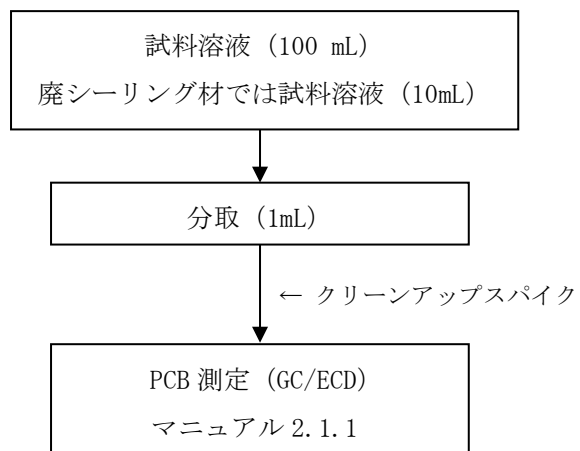 試料溶液 (100 mL)
廃シーリング材では試料溶液 (10mL)
分取 (1mL)
← クリーンアップスパイク
PCB 測定 (GC/ECD)
マニュアル 2.1.1